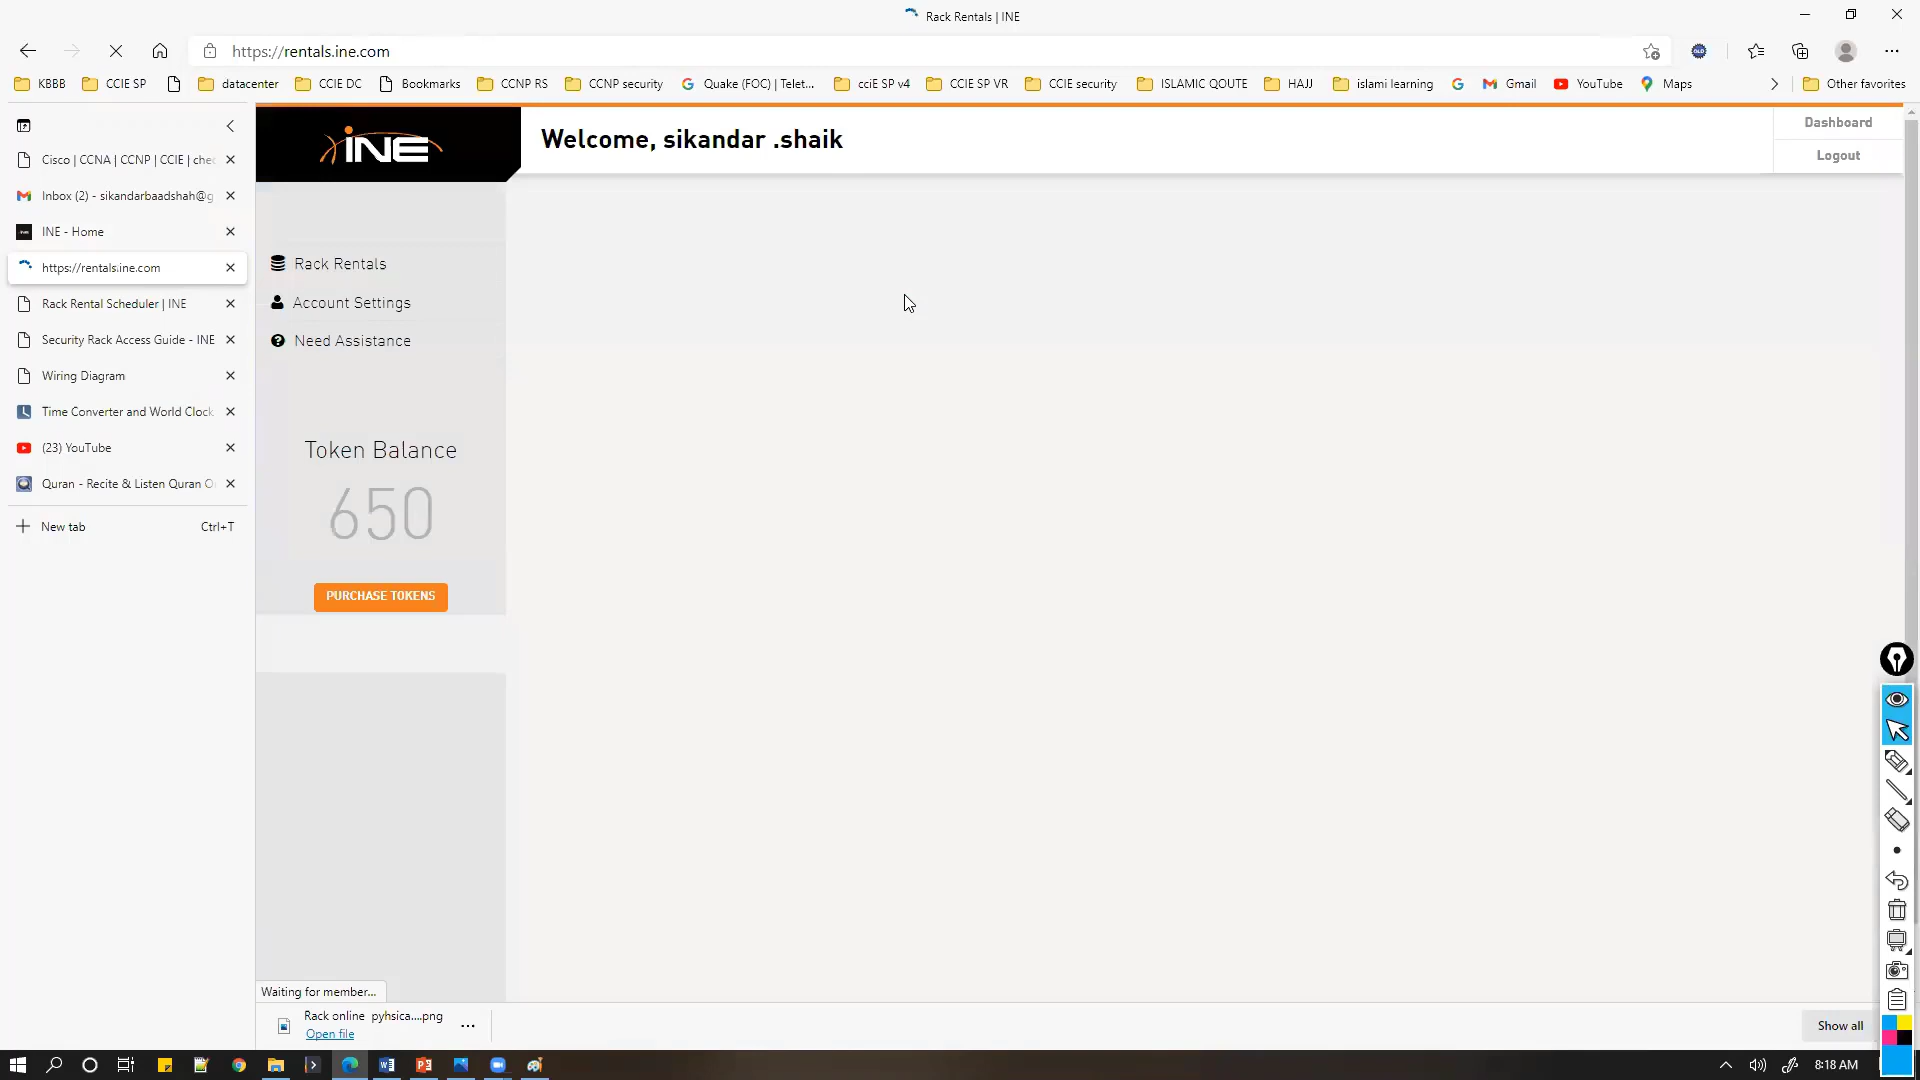 Rack Rentals | INE
https://rentals.ine.com
KBBB
CCIE SP
datacenter
CCIE DC
Bookmarks
CCNP RS
CCNP security
Quake (FOC) | Telet...
cciE SP v4
CCIE SP VR
CCIE security
ISLAMIC QOUTE
HAJJ
islami learning
Gmail
YouTube
Maps
Other favorites
Cisco | CCNA | CCNP | CCIE | chec
Inbox (2) - sikandarbaadshah@g
INE - Home
https://rentals.ine.com
Rack Rental Scheduler | INE
Security Rack Access Guide - INE
Wiring Diagram
Time Converter and World Clock
(23) YouTube
Quran - Recite & Listen Quran O
New tab
Ctrl+T
INE
Welcome, sikandar .shaik
Dashboard
Logout
Rack Rentals
Account Settings
Need Assistance
Token Balance
650
PURCHASE TOKENS
Waiting for member...
Rack online pyhsica....png
Open file
Show all
8:18 AM